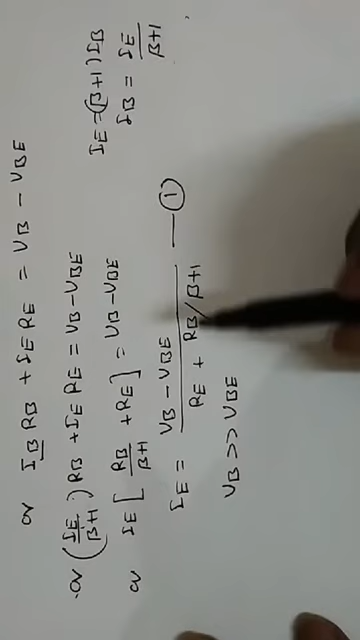 or I_B R_B + I_E R_E = V_B - V_BE
or (I_E / β+1) R_B + I_E R_E = V_B - V_BE
or I_E [ R_B / β+1 + R_E ] = V_B - V_BE
I_E = (β+1) I_B
I_B = I_E / β+1
I_E = V_B - V_BE / R_E + R_B/β+1 — ①
V_B >> V_BE